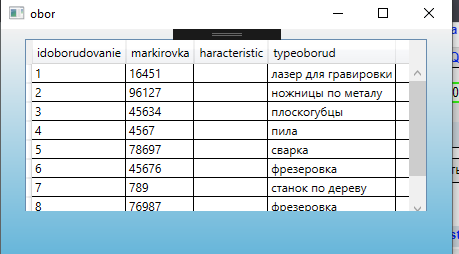 obor
idoborudovanie markirovka haracteristic typeoborud
1 16451 лазер для гравировки
2 96127 ножницы по металу
3 45634 плоскогубцы
4 4567 пила
5 78697 сварка
6 45676 фрезеровка
7 789 станок по дереву
8 76987 фрезеровка